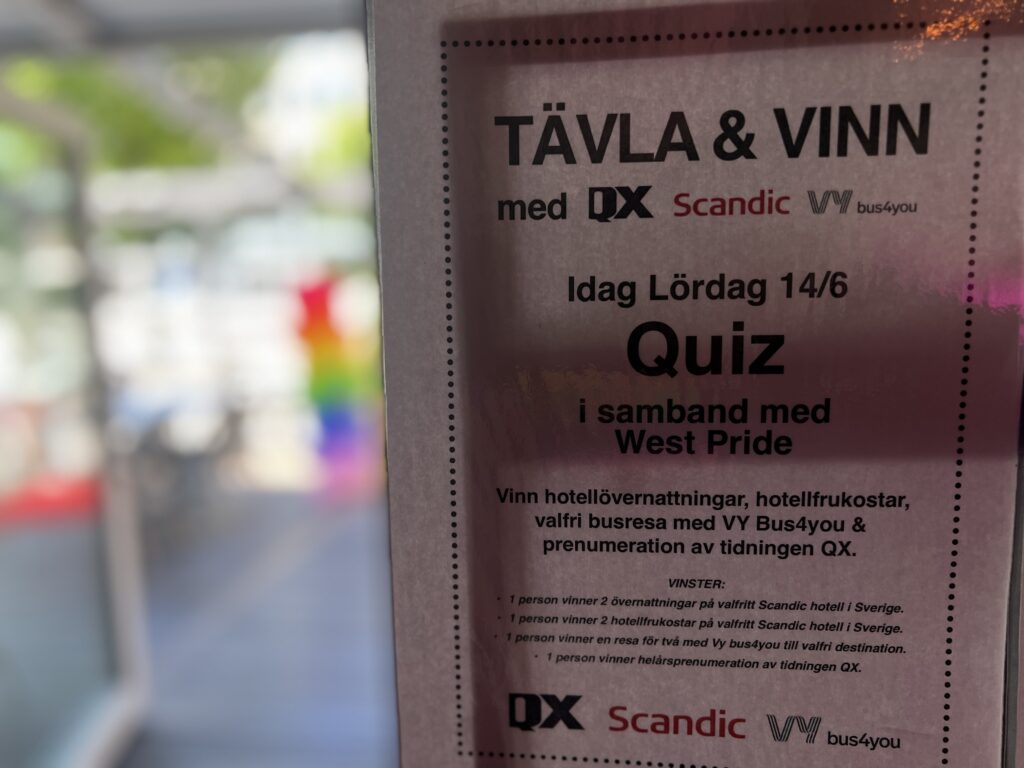 TÄVLA & VINN
med QX Scandic VY bus4you
Idag Lördag 14/6
Quiz
i samband med
West Pride
Vinn hotellövernattningar, hotellfrukostar,
valfri busresa med VY Bus4you &
prenumeration av tidningen QX.
VINSTER:
· 1 person vinner 2 övernattningar på valfritt Scandic hotell i Sverige.
· 1 person vinner 2 hotellfrukostar på valfritt Scandic hotell i Sverige.
· 1 person vinner en resa för två med Vy bus4you till valfri destination.
· 1 person vinner helårsprenumeration av tidningen QX.
QX Scandic VY bus4you